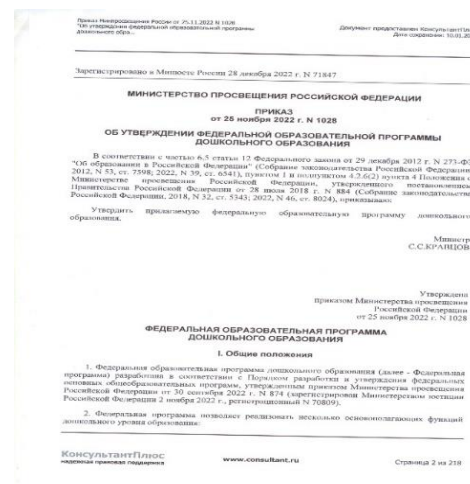 Приказ Минпросвещения России от 25.11.2022 N 1028
"Об утверждении федеральной образовательной программы
дошкольного обра...
Документ предоставлен КонсультантПл
Дата сохранения: 10.01.20
Зарегистрировано в Минюсте России 28 декабря 2022 г. N 71847
МИНИСТЕРСТВО ПРОСВЕЩЕНИЯ РОССИЙСКОЙ ФЕДЕРАЦИИ
ПРИКАЗ
от 25 ноября 2022 г. N 1028
ОБ УТВЕРЖДЕНИИ ФЕДЕРАЛЬНОЙ ОБРАЗОВАТЕЛЬНОЙ ПРОГРАММЫ
ДОШКОЛЬНОГО ОБРАЗОВАНИЯ
В соответствии с частью 6.5 статьи 12 Федерального закона от 29 декабря 2012 г. N 273-ФЗ
"Об образовании в Российской Федерации" (Собрание законодательства Российской Федерации
2012, N 53, ст. 7598; 2022, N 39, ст. 6541), пунктом 1 и подпунктом 4.2.6(2) пункта 4 Положения о
Министерстве просвещения Российской Федерации, утвержденного постановлением
Правительства Российской Федерации от 28 июля 2018 г. N 884 (Собрание законодательства
Российской Федерации, 2018, N 32, ст. 5343; 2022, N 46, ст. 8024), приказываю:
Утвердить прилагаемую федеральную образовательную программу дошкольного
образования.
Министр
С.С.КРАВЦОВ
Утверждена
приказом Министерства просвещения
Российской Федерации
от 25 ноября 2022 г. N 1028
ФЕДЕРАЛЬНАЯ ОБРАЗОВАТЕЛЬНАЯ ПРОГРАММА
ДОШКОЛЬНОГО ОБРАЗОВАНИЯ
I. Общие положения
1. Федеральная образовательная программа дошкольного образования (далее - Федеральная
программа) разработана в соответствии с Порядком разработки и утверждения федеральных
основных общеобразовательных программ, утвержденным приказом Министерства просвещения
Российской Федерации от 30 сентября 2022 г. N 874 (зарегистрирован Министерством юстиции
Российской Федерации 2 ноября 2022 г., регистрационный N 70809).
2. Федеральная программа позволяет реализовать несколько основополагающих функций
дошкольного уровня образования:
КонсультантПлюс
надежная правовая поддержка
www.consultant.ru
Страница 2 из 218